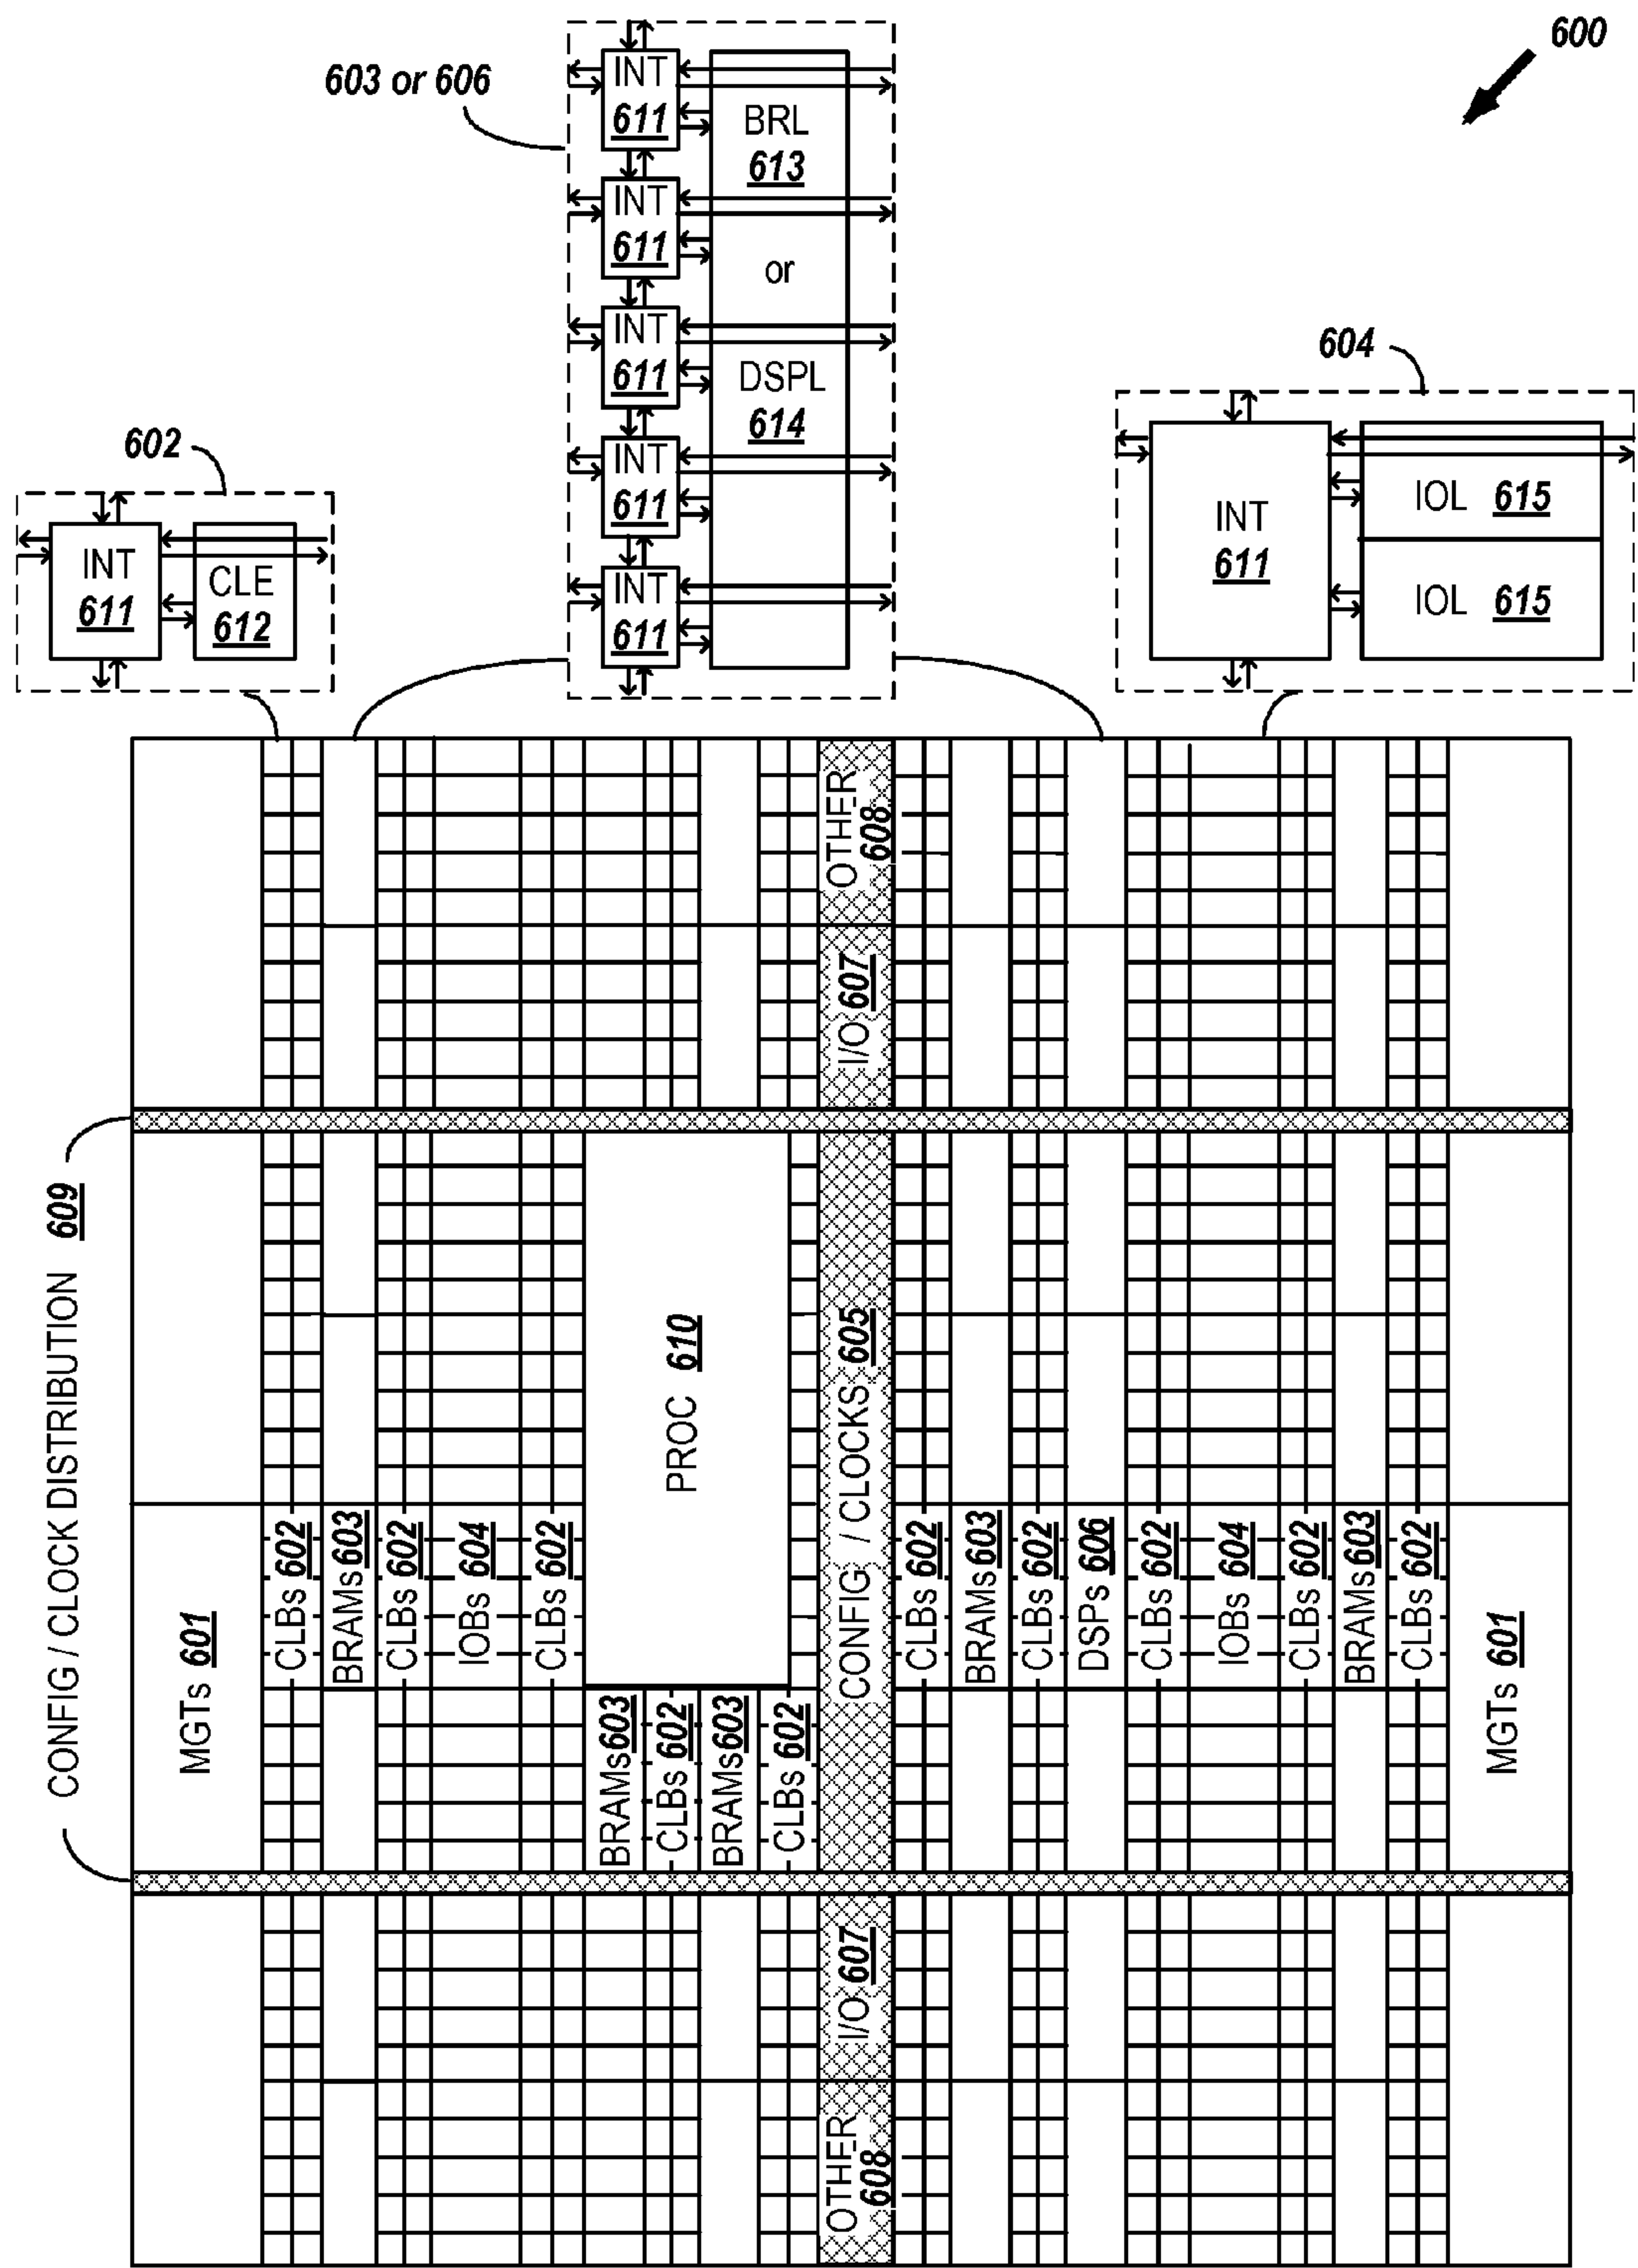 600
603 or 606
INT
611
INT
611
INT
611
INT
611
INT
611
BRL
613
or
DSPL
614
604
INT
611
IOL 615
IOL 615
602
INT
611
CLE
612
OTHER
608
I/O 607
CONFIG / CLOCK DISTRIBUTION 609
PROC 610
CONFIG / CLOCKS 605
MGTs 601
CLBs 602
BRAMs 603
CLBs 602
IOBs 604
CLBs 602
BRAMs 603
CLBs 602
BRAMs 603
CLBs 602
CLBs 602
BRAMs 603
CLBs 602
DSPs 606
CLBs 602
IOBs 604
CLBs 602
BRAMs 603
CLBs 602
MGTs 601
I/O 607
OTHER
608